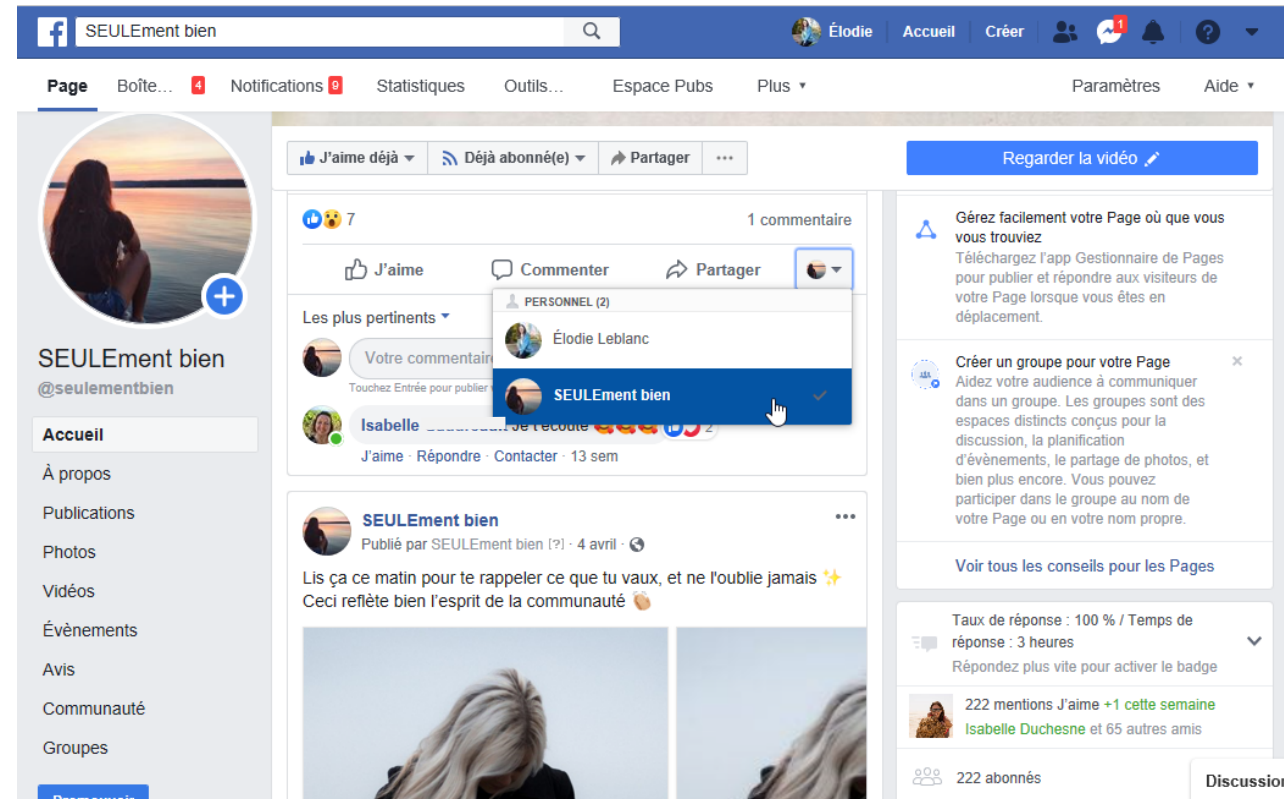 SEULEment bien
Élodie
Accueil
Créer
1
Page
Boîte...
4
Notifications
9
Statistiques
Outils...
Espace Pubs
Plus
Paramètres
Aide
SEULEment bien
@seulementbien
Accueil
À propos
Publications
Photos
Vidéos
Évènements
Avis
Communauté
Groupes
Promouvoir
J'aime déjà
Déjà abonné(e)
Partager
7
1 commentaire
J'aime
Commenter
Partager
PERSONNEL (2)
Élodie Leblanc
SEULEment bien
Les plus pertinents
Votre commentaire
Touchez Entrée pour publier
Isabelle Je t'écoute
2
J'aime · Répondre · Contacter · 13 sem
SEULEment bien
Publié par SEULEment bien [?] · 4 avril ·
Lis ça ce matin pour te rappeler ce que tu vaux, et ne l'oublie jamais ✨
Ceci reflète bien l'esprit de la communauté 👏
Regarder la vidéo
Gérez facilement votre Page où que vous
vous trouviez
Téléchargez l'app Gestionnaire de Pages
pour publier et répondre aux visiteurs de
votre Page lorsque vous êtes en
déplacement.
Créer un groupe pour votre Page
Aidez votre audience à communiquer
dans un groupe. Les groupes sont des
espaces distincts conçus pour la
discussion, la planification
d'évènements, le partage de photos, et
bien plus encore. Vous pouvez
participer dans le groupe au nom de
votre Page ou en votre nom propre.
Voir tous les conseils pour les Pages
Taux de réponse : 100 % / Temps de
réponse : 3 heures
Répondez plus vite pour activer le badge
222 mentions J'aime +1 cette semaine
Isabelle Duchesne et 65 autres amis
222 abonnés
Discussion